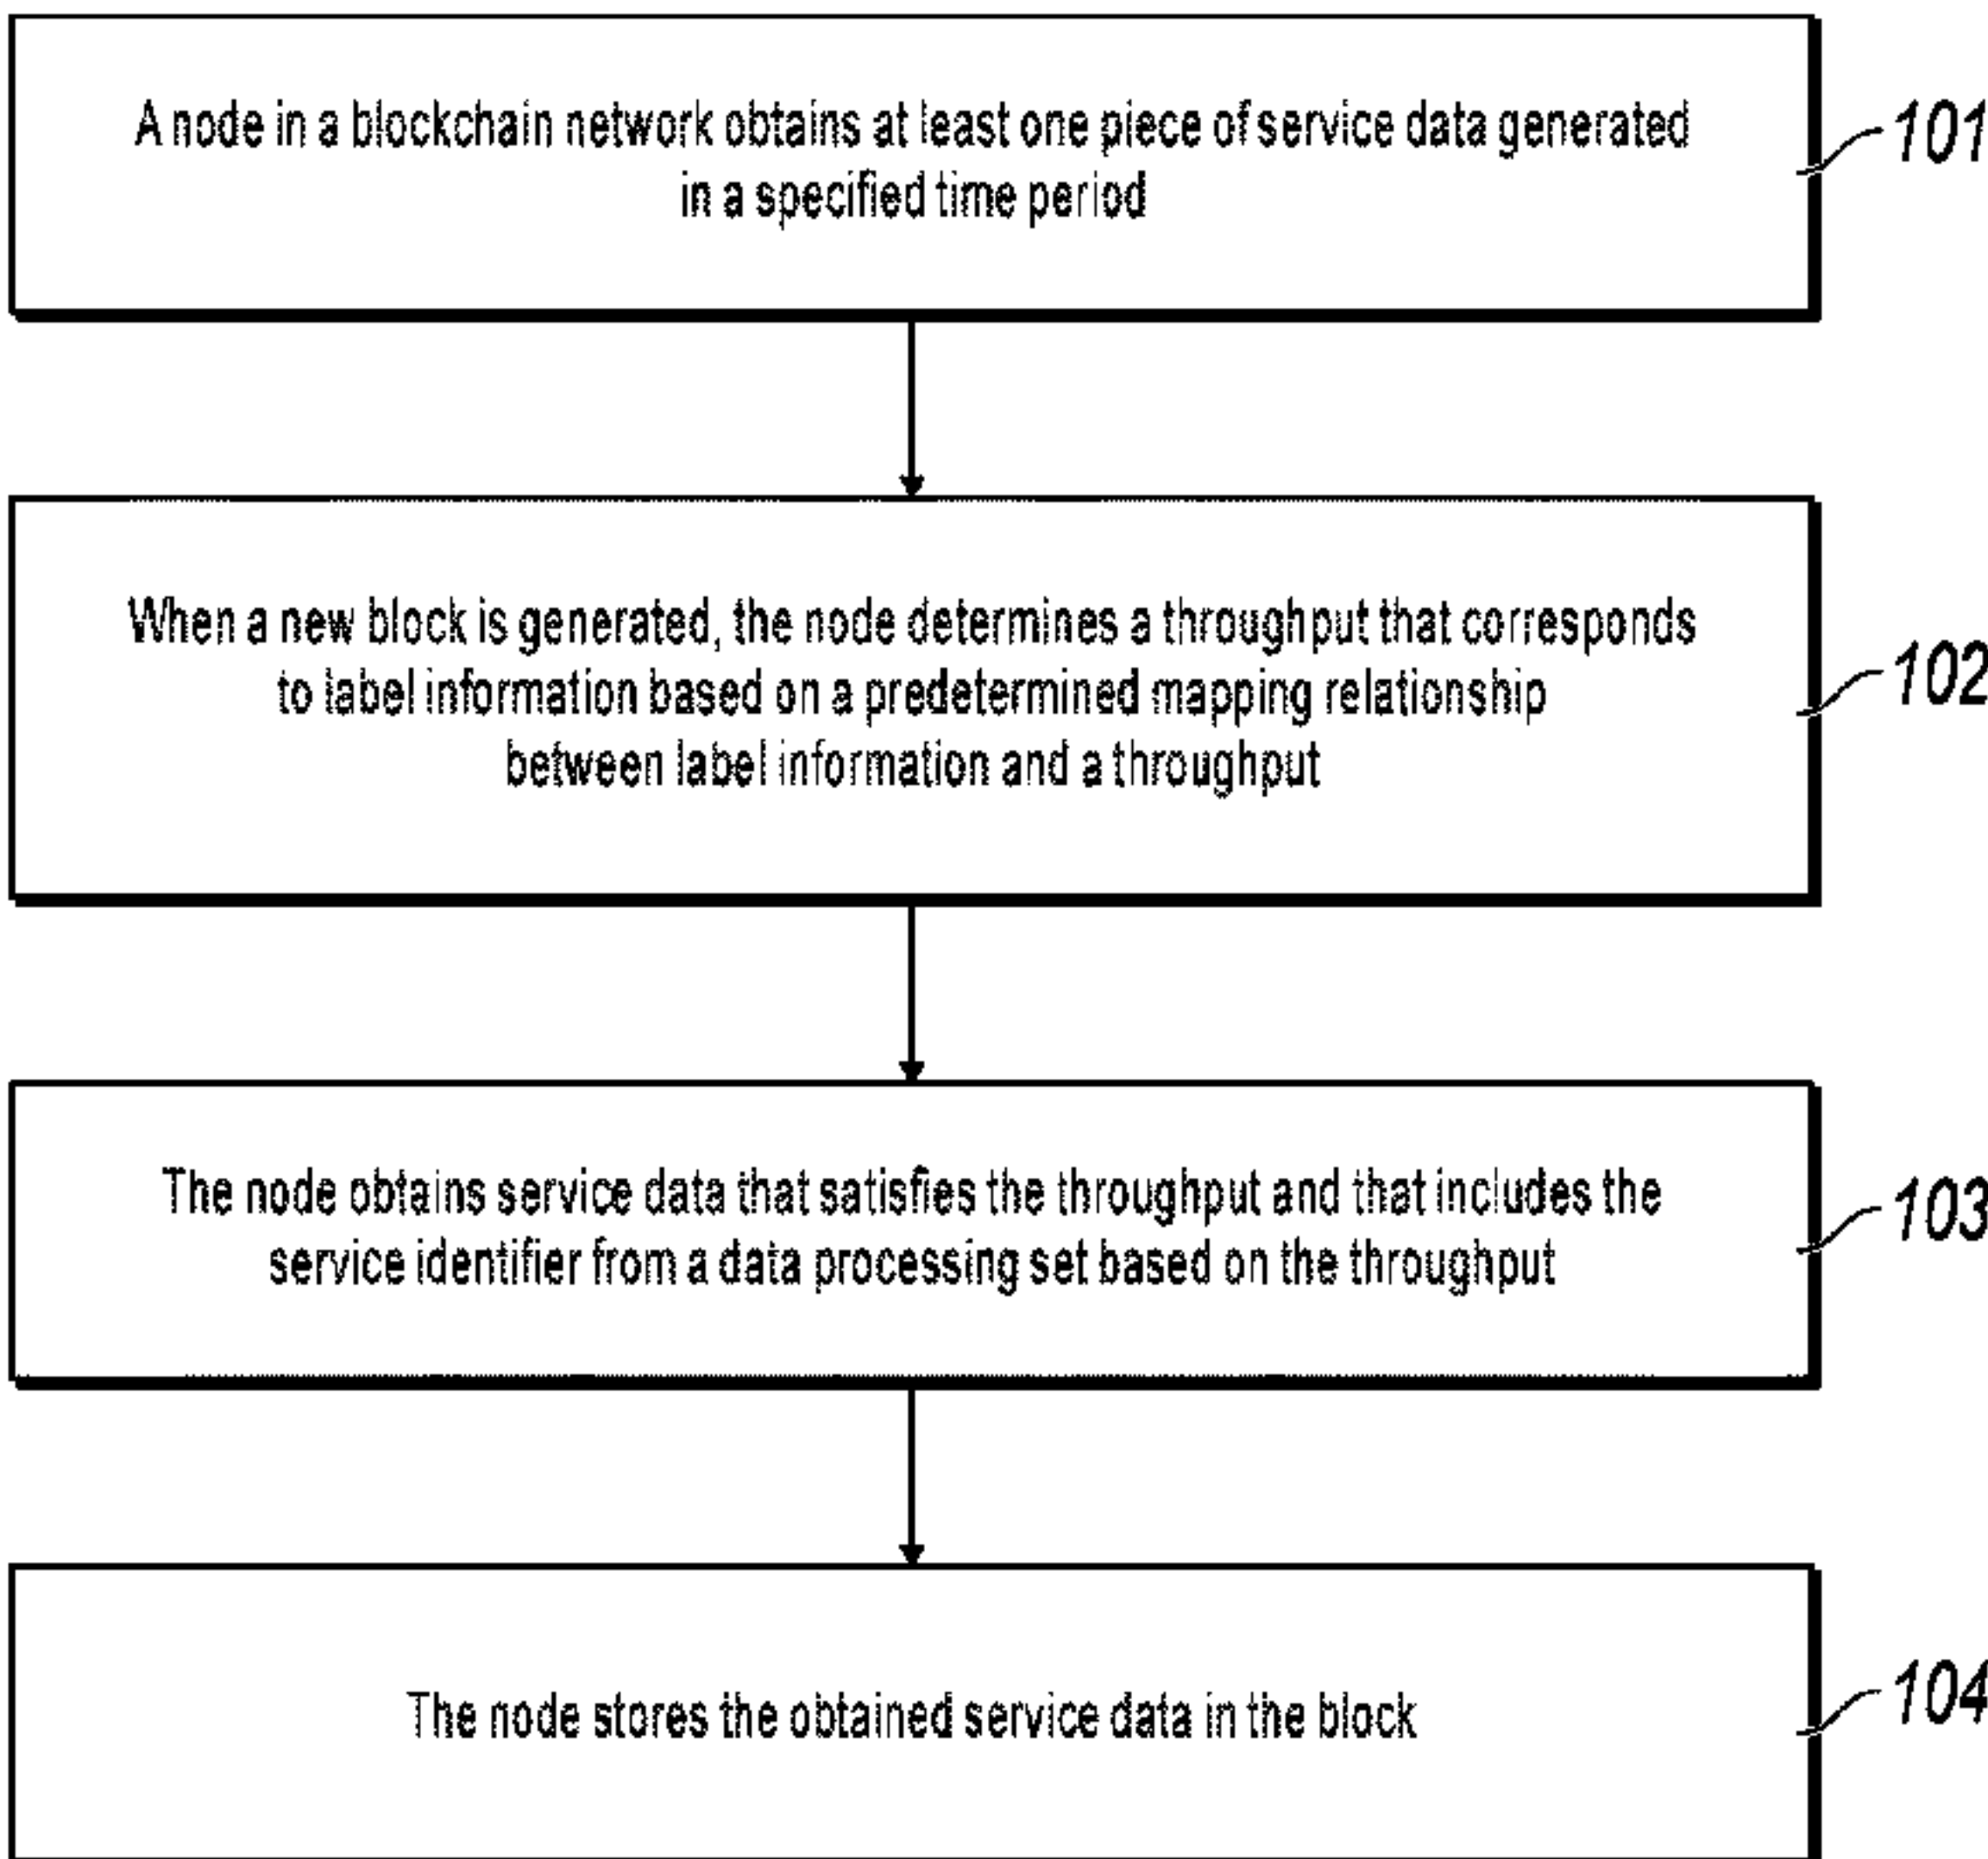 A node in a blockchain network obtains at least one piece of service data generated
in a specified time period
101
When a new block is generated, the node determines a throughput that corresponds
to label information based on a predetermined mapping relationship
between label information and a throughput
102
The node obtains service data that satisfies the throughput and that includes the
service identifier from a data processing set based on the throughput
103
The node stores the obtained service data in the block
104